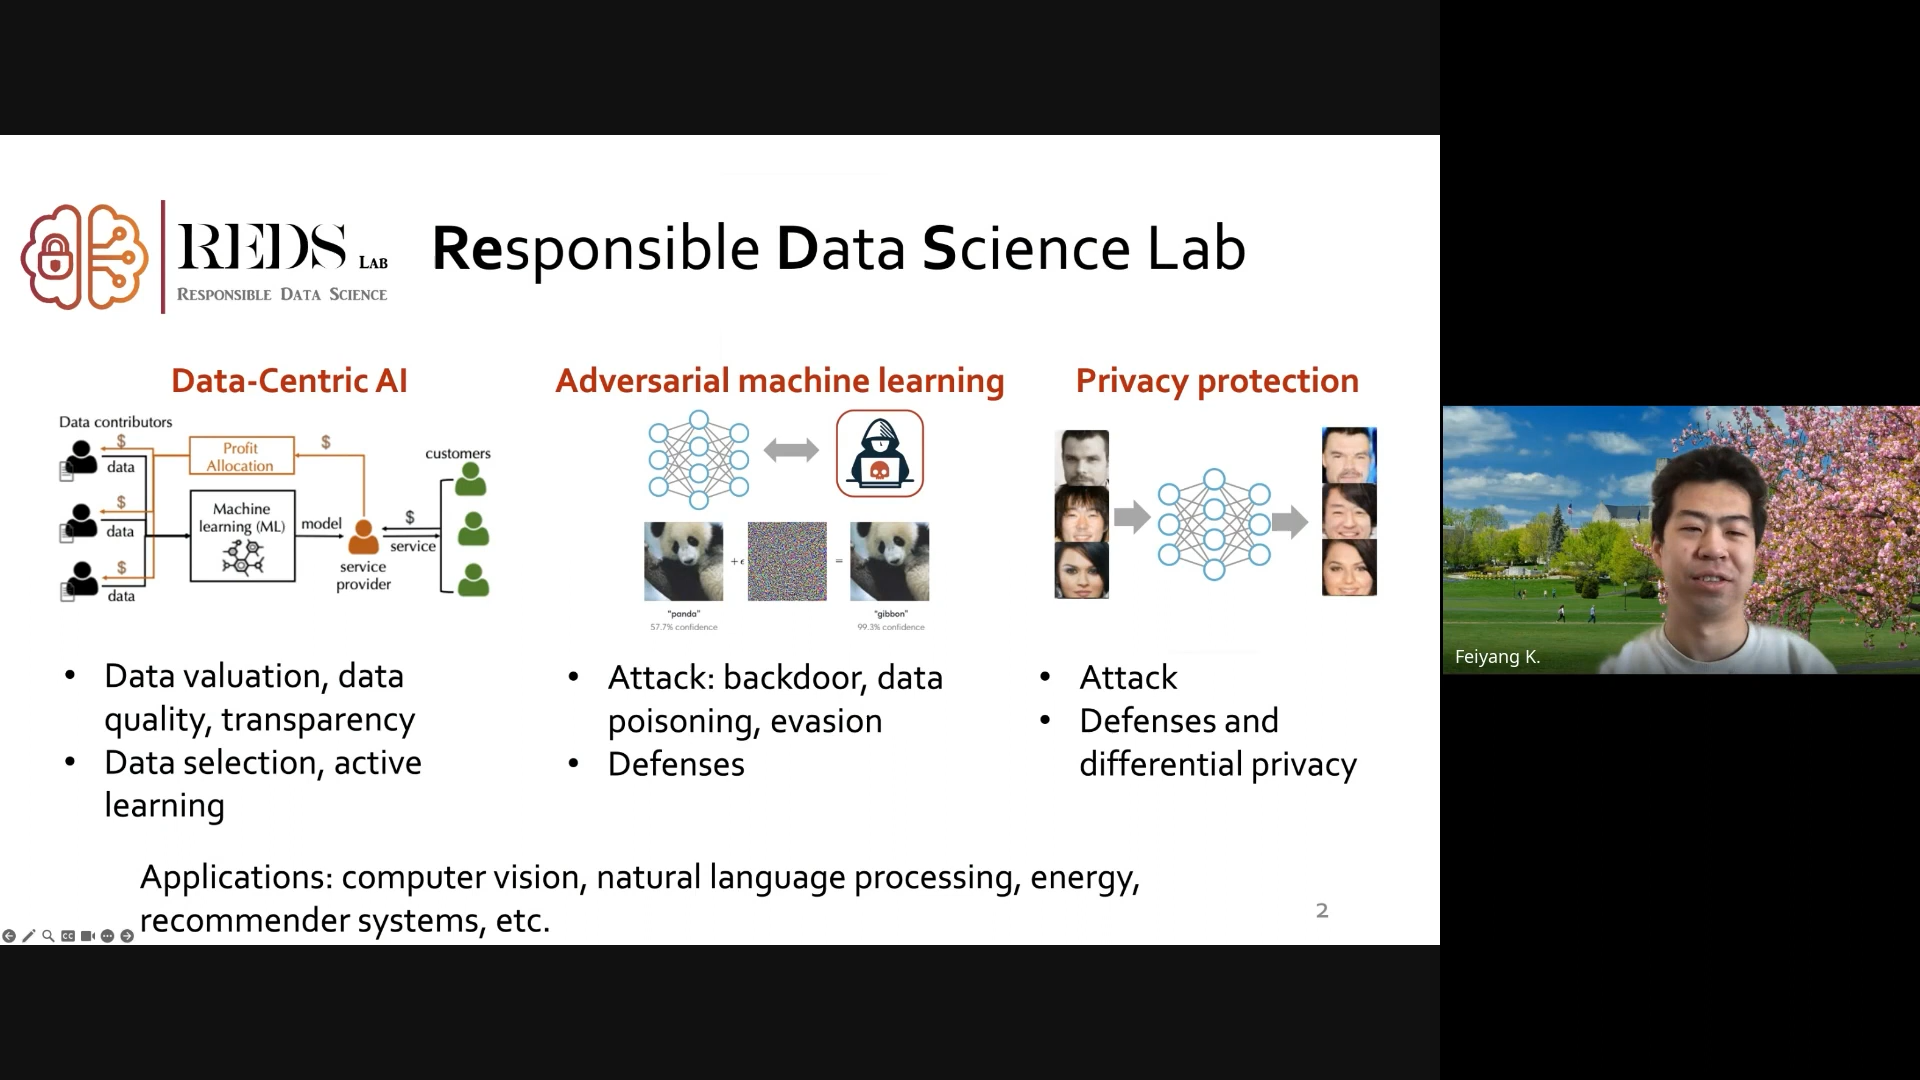 REDS LAB
RESPONSIBLE DATA SCIENCE
Responsible Data Science Lab
Data-Centric AI
Data contributors
$
data
$
data
$
data
Profit
Allocation
$
Machine
learning (ML)
model
service
provider
$
service
customers
Adversarial machine learning
+ ϵ
=
"panda"
57.7% confidence
"gibbon"
99.3% confidence
Privacy protection
• Data valuation, data
quality, transparency
• Data selection, active
learning
• Attack: backdoor, data
poisoning, evasion
• Defenses
• Attack
• Defenses and
differential privacy
Applications: computer vision, natural language processing, energy,
recommender systems, etc.
2
CC
Feiyang K.